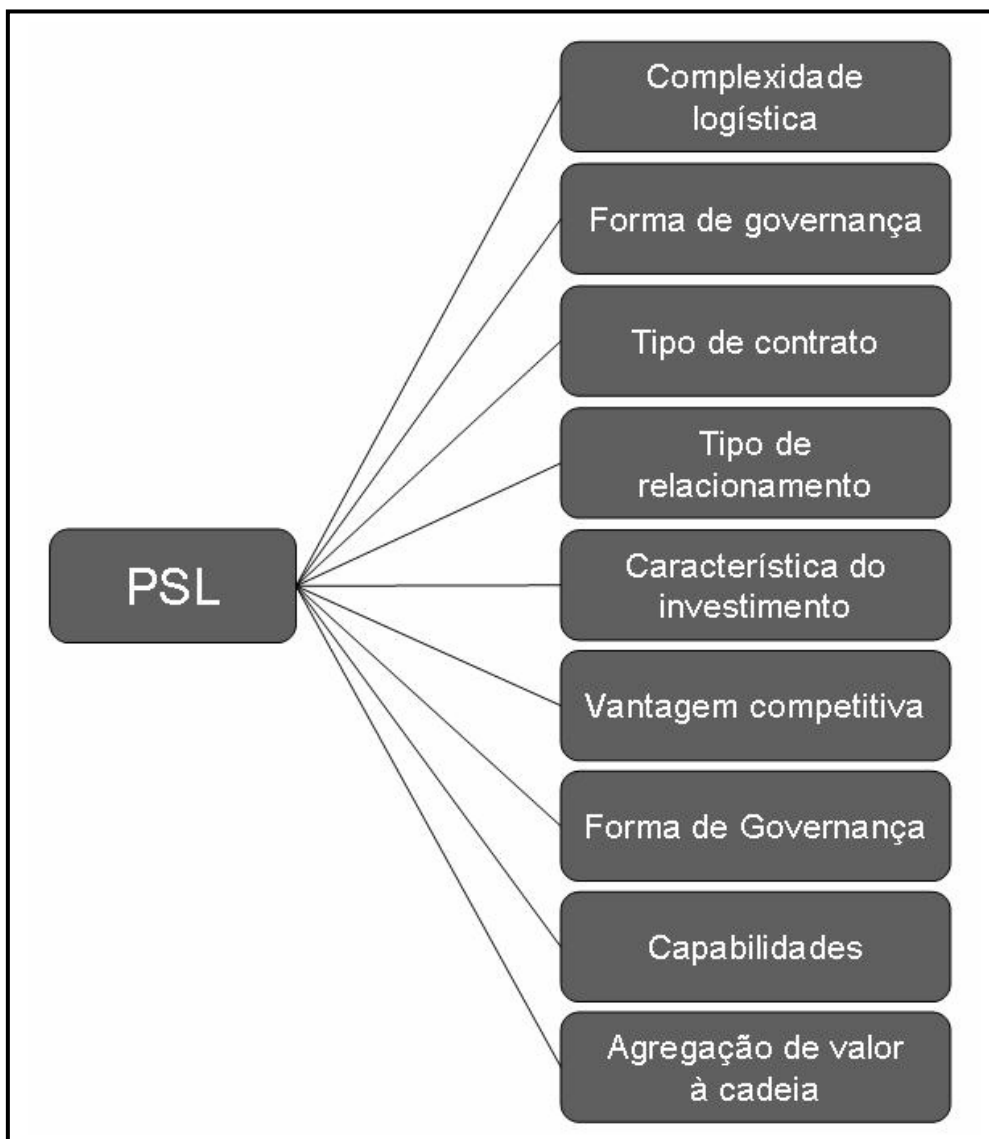 Complexidade
logística
Forma de governança
Tipo de contrato
Tipo de
relacionamento
Característica do
investimento
PSL
Vantagem competitiva
Forma de Governança
Capabilidades
Agregação de valor
à cadeia